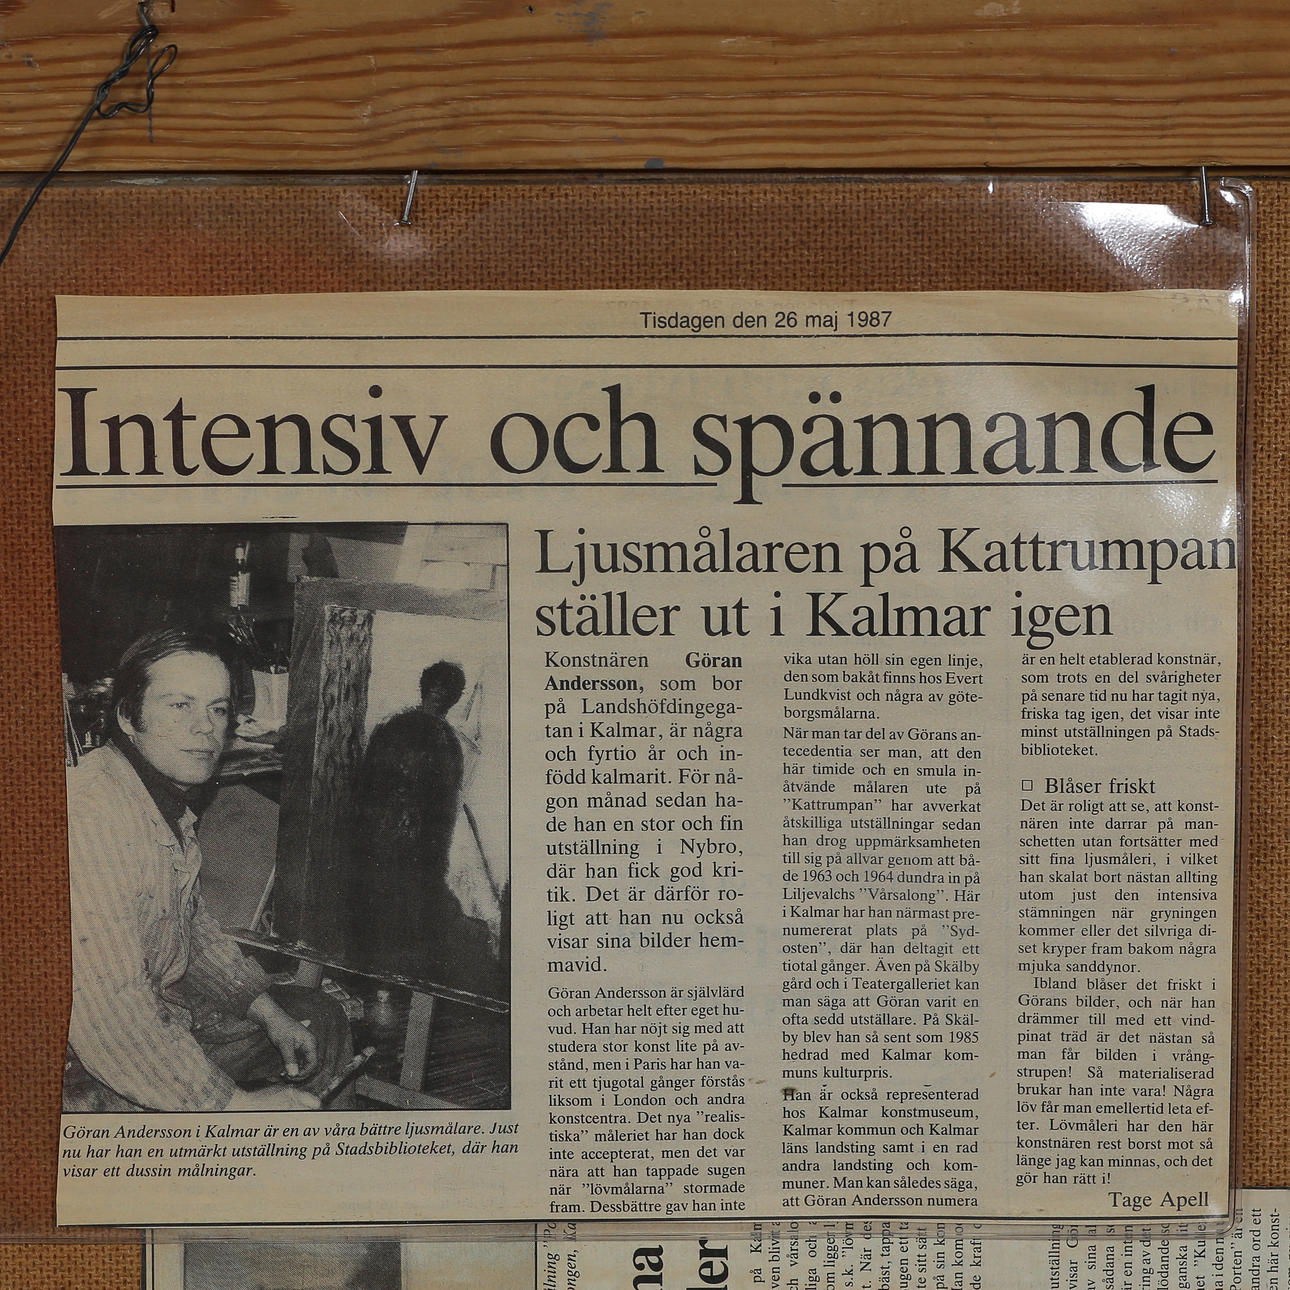 Tisdagen den 26 maj 1987
Intensiv och spännande
Ljusmålaren på Kattrumpan
ställer ut i Kalmar igen
Göran Andersson i Kalmar är en av våra bättre ljusmålare. Just
nu har han en utmärkt utställning på Stadsbiblioteket, där han
visar ett dussin målningar.
Konstnären Göran
Andersson, som bor
på Landshöfdingega-
tan i Kalmar, är några
och fyrtio år och in-
född kalmarit. För nå-
gon månad sedan ha-
de han en stor och fin
utställning i Nybro,
där han fick god kri-
tik. Det är därför ro-
ligt att han nu också
visar sina bilder hem-
mavid.
Göran Andersson är självlärd
och arbetar helt efter eget hu-
vud. Han har nöjt sig med att
studera stor konst lite på av-
stånd, men i Paris har han va-
rit ett tjugotal gånger förstås
liksom i London och andra
konstcentra. Det nya ”realis-
tiska” måleriet har han dock
inte accepterat, men det var
nära att han tappade sugen
när ”lövmålarna” stormade
fram. Dessbättre gav han inte
vika utan höll sin egen linje,
den som bakåt finns hos Evert
Lundkvist och några av göte-
borgsmålarna.
När man tar del av Görans an-
tecedentia ser man, att den
här timide och en smula in-
åtvände målaren ute på
”Kattrumpan” har avverkat
åtskilliga utställningar sedan
han drog uppmärksamheten
till sig på allvar genom att bå-
de 1963 och 1964 dundra in på
Liljevalchs ”Vårsalong”. Här
i Kalmar har han närmast pre-
numererat plats på ”Syd-
osten”, där han deltagit ett
tiotal gånger. Även på Skälby
gård och i Teatergalleriet kan
man säga att Göran varit en
ofta sedd utställare. På Skäl-
by blev han så sent som 1985
hedrad med Kalmar kom-
muns kulturpris.
Han är också representerad
hos Kalmar konstmuseum,
Kalmar kommun och Kalmar
läns landsting samt i en rad
andra landsting och kom-
muner. Man kan således säga,
att Göran Andersson numera
är en helt etablerad konstnär,
som trots en del svårigheter
på senare tid nu har tagit nya,
friska tag igen, det visar inte
minst utställningen på Stads-
biblioteket.
□ Blåser friskt
Det är roligt att se, att konst-
nären inte darrar på man-
schetten utan fortsätter med
sitt fina ljusmåleri, i vilket
han skalat bort nästan allting
utom just den intensiva
stämningen när gryningen
kommer eller det silvriga di-
set kryper fram bakom några
mjuka sanddynor.
Ibland blåser det friskt i
Görans bilder, och när han
drämmer till med ett vind-
pinat träd är det nästan så
man får bilden i vrång-
strupen! Så materialiserad
brukar han inte vara! Några
löv får man emellertid leta ef-
ter. Lövmåleri har den här
konstnären rest borst mot så
länge jag kan minnas, och det
gör han rätt i!
Tage Apell